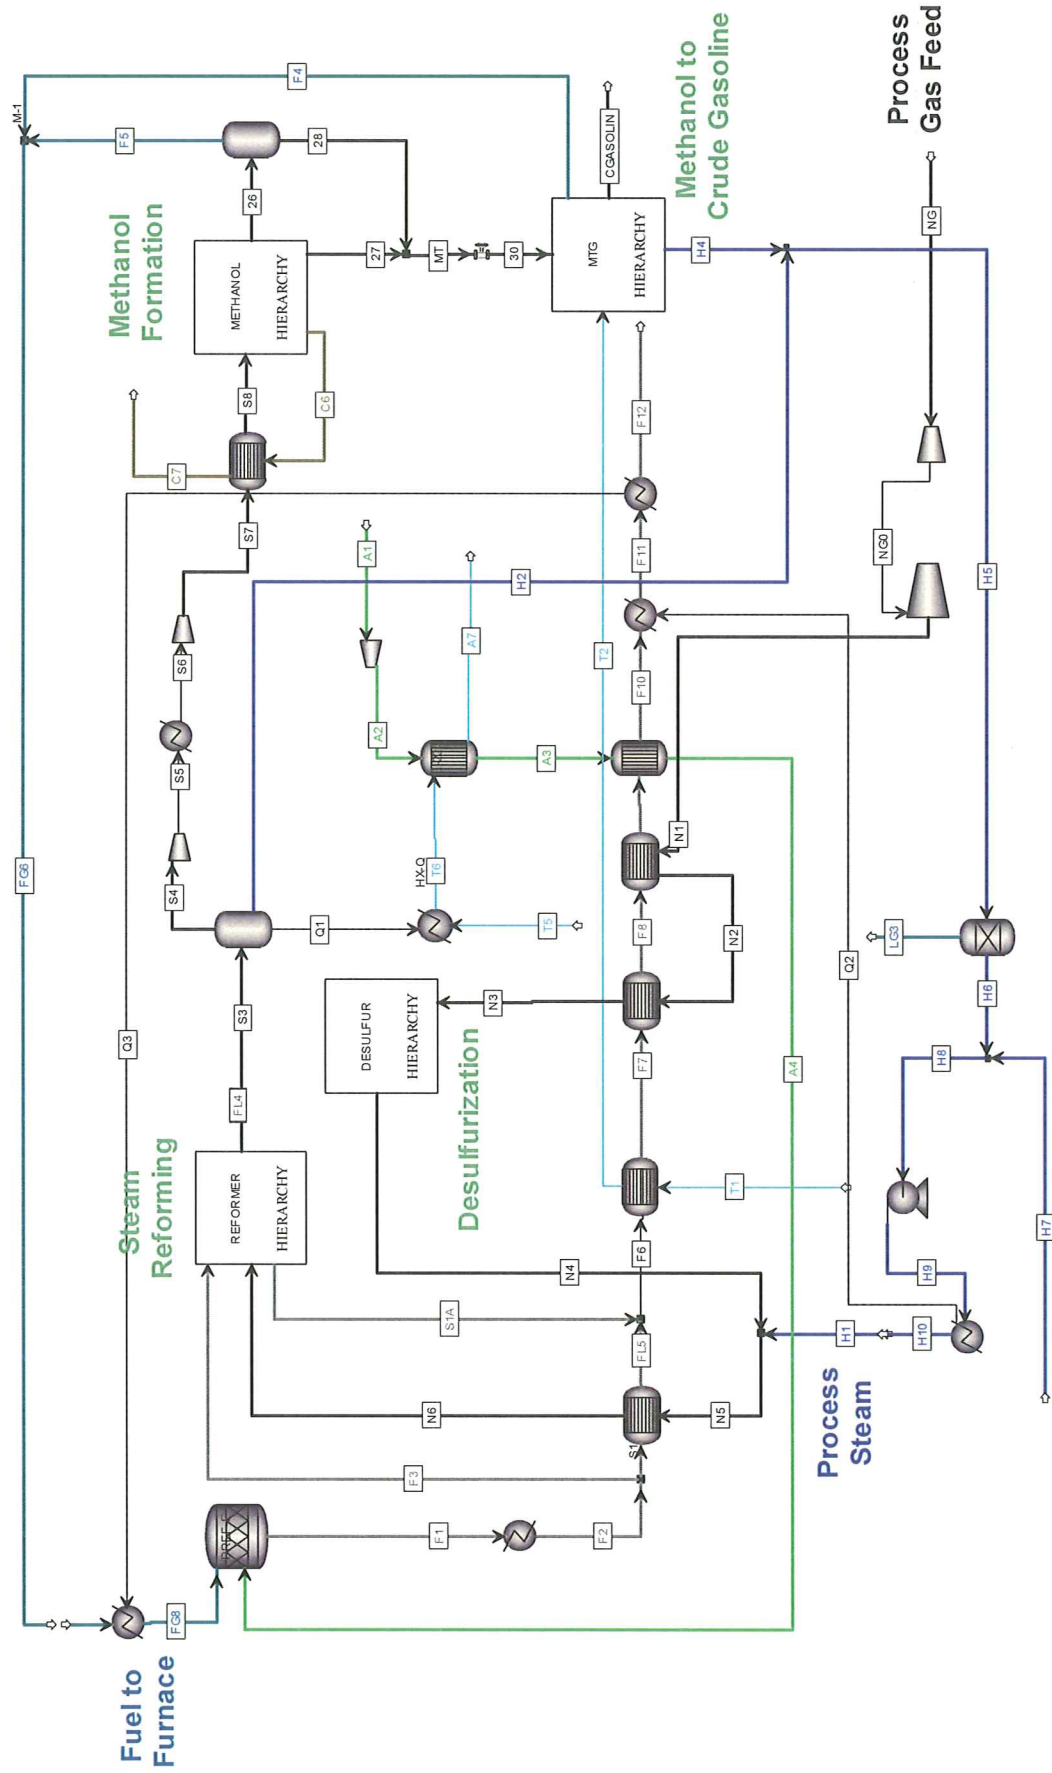 M-1
FG6
Fuel to
Furnace
FG8
Q3
F5
Methanol
Formation
Steam
Reforming
S4
S5
S6
C7
REFORMER
HIERARCHY
FL4
S3
S7
S8
METHANOL
HIERARCHY
26
F4
28
Q1
H2
C6
27
A1
A2
DESULFUR
HIERARCHY
Desulfurization
F3
N6
F1
S1A
HX-Q
T6
MT
A7
N3
30
T5
A3
T2
MTG
HIERARCHY
CGASOLIN
Methanol to
Crude Gasoline
N4
F2
S1
FL5
F6
F7
F8
F10
F11
F12
N1
H4
N5
T1
N2
A4
Process
Steam
H1
H10
H9
Q2
LG3
NG0
Process
Gas Feed
NG
H8
H6
H5
H7